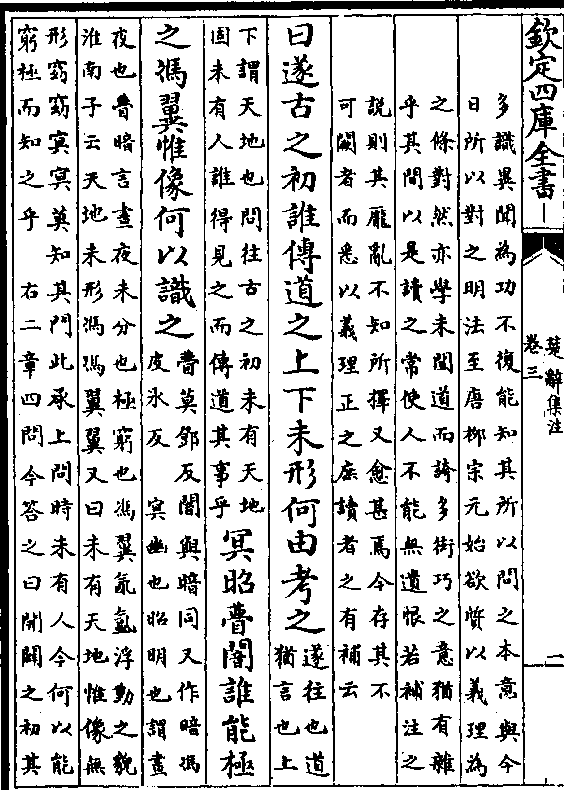 欽定四庫全書
楚辭集注
卷三
二
多識異聞為功不復能知其所以問之本意與今
日所以對之明法至唐栁宗元始欲質以義理為
之條對然亦學未聞道而誇多衒巧之意猶有雜
乎其間以是讀之常使人不能無遺恨若補注之
說則其厖亂不知所擇又愈甚焉今存其不
可闕者而悉以義理正之庶讀者之有補云
曰遂古之初誰傳道之上下未形何由考之
遂往也道
猶言也上
下謂天地也問往古之初未有天地
固未有人誰得見之而傳道其事乎
冥昭瞢闇誰能極
之馮翼惟像何以識之
瞢莫鄧反闇與暗同又作暗馮
皮氷反　冥幽也昭明也謂晝
夜也瞢暗言晝夜未分也極窮也馮翼氤氳浮動之貌
淮南子云天地未形馮馮翼翼又曰未有天地惟像無
形窈窈冥冥莫知其門此承上問時未有人今何以能
窮極而知之乎　右二章四問今答之曰開闢之初其